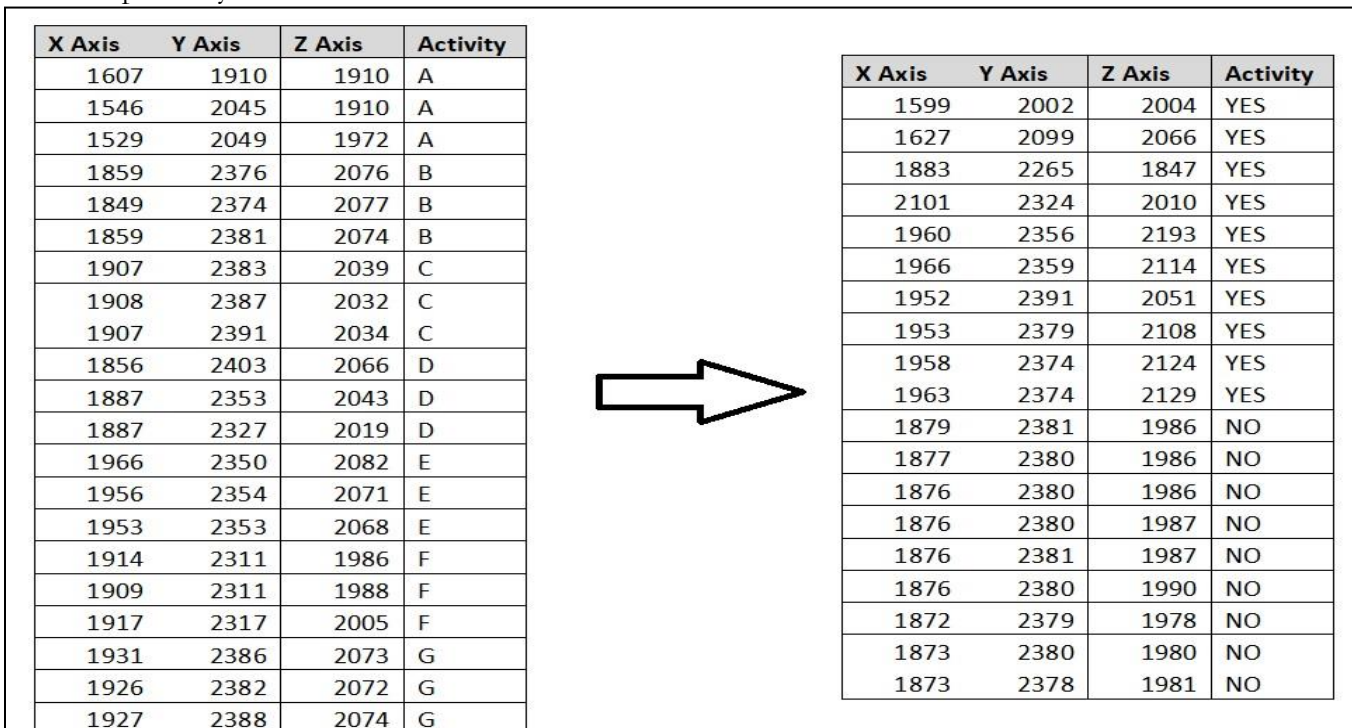 X Axis Y Axis Z Axis Activity
1607 1910 1910 A
1546 2045 1910 A
1529 2049 1972 A
1859 2376 2076 B
1849 2374 2077 B
1859 2381 2074 B
1907 2383 2039 C
1908 2387 2032 C
1907 2391 2034 C
1856 2403 2066 D
1887 2353 2043 D
1887 2327 2019 D
1966 2350 2082 E
1956 2354 2071 E
1953 2353 2068 E
1914 2311 1986 F
1909 2311 1988 F
1917 2317 2005 F
1931 2386 2073 G
1926 2382 2072 G
1927 2388 2074 G
X Axis Y Axis Z Axis Activity
1599 2002 2004 YES
1627 2099 2066 YES
1883 2265 1847 YES
2101 2324 2010 YES
1960 2356 2193 YES
1966 2359 2114 YES
1952 2391 2051 YES
1953 2379 2108 YES
1958 2374 2124 YES
1963 2374 2129 YES
1879 2381 1986 NO
1877 2380 1986 NO
1876 2380 1986 NO
1876 2380 1987 NO
1876 2381 1987 NO
1876 2380 1990 NO
1872 2379 1978 NO
1873 2380 1980 NO
1873 2378 1981 NO